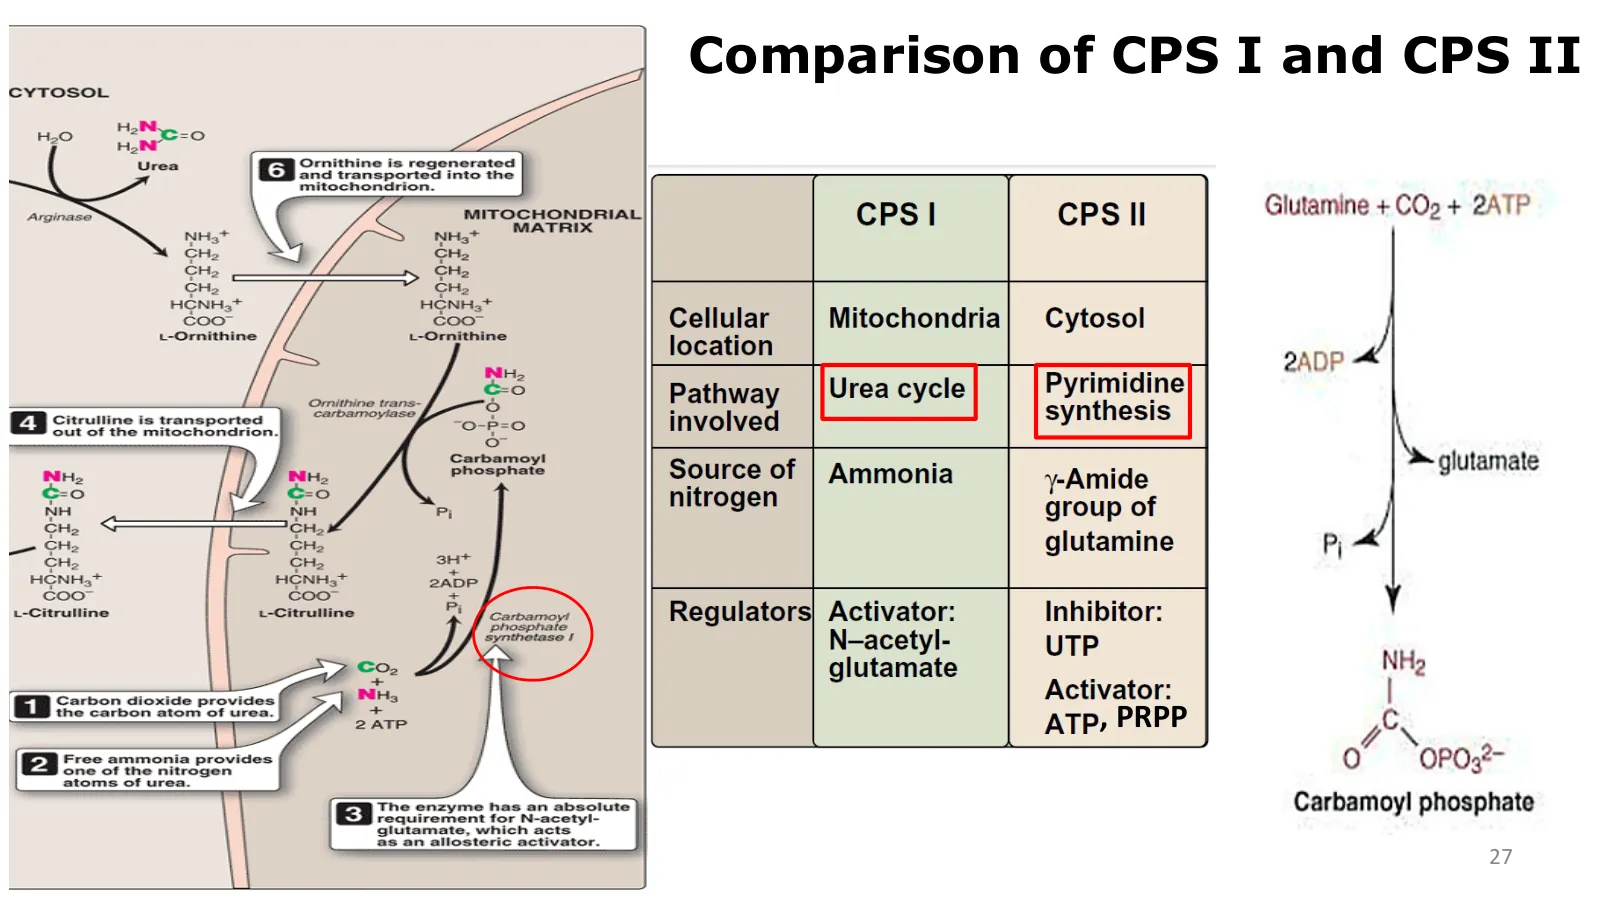 Comparison of CPS I and CPS II
CYTOSOL
H₂O
H₂N
C=O
H₂N
Urea
Arginase
6 Ornithine is regenerated
and transported into the
mitochondrion.
MITOCHONDRIAL
MATRIX
NH₃⁺
CH₂
CH₂
CH₂
HCNH₃⁺
COO⁻
L-Ornithine
NH₃⁺
CH₂
CH₂
CH₂
HCNH₃⁺
COO⁻
L-Ornithine
NH₂
C=O
O
⁻O-P=O
O⁻
Carbamoyl
phosphate
Ornithine trans-
carbamoylase
Pi
4 Citrulline is transported
out of the mitochondrion.
NH₂
C=O
NH
CH₂
CH₂
CH₂
HCNH₃⁺
COO⁻
L-Citrulline
NH₂
C=O
NH
CH₂
CH₂
CH₂
HCNH₃⁺
COO⁻
L-Citrulline
3H⁺
+
2ADP
+
Pi
Carbamoyl
phosphate
synthetase I
CO₂
+
NH₃
+
2 ATP
1 Carbon dioxide provides
the carbon atom of urea.
2 Free ammonia provides
one of the nitrogen
atoms of urea.
3 The enzyme has an absolute
requirement for N-acetyl-
glutamate, which acts
as an allosteric activator.
CPS I
CPS II
Cellular
location
Mitochondria
Cytosol
Pathway
involved
Urea cycle
Pyrimidine
synthesis
Source of
nitrogen
Ammonia
γ-Amide
group of
glutamine
Regulators
Activator:
N–acetyl-
glutamate
Inhibitor:
UTP
Activator:
ATP, PRPP
Glutamine + CO₂ + 2ATP
2ADP
glutamate
Pi
NH₂
C
O
OPO₃²⁻
Carbamoyl phosphate
27